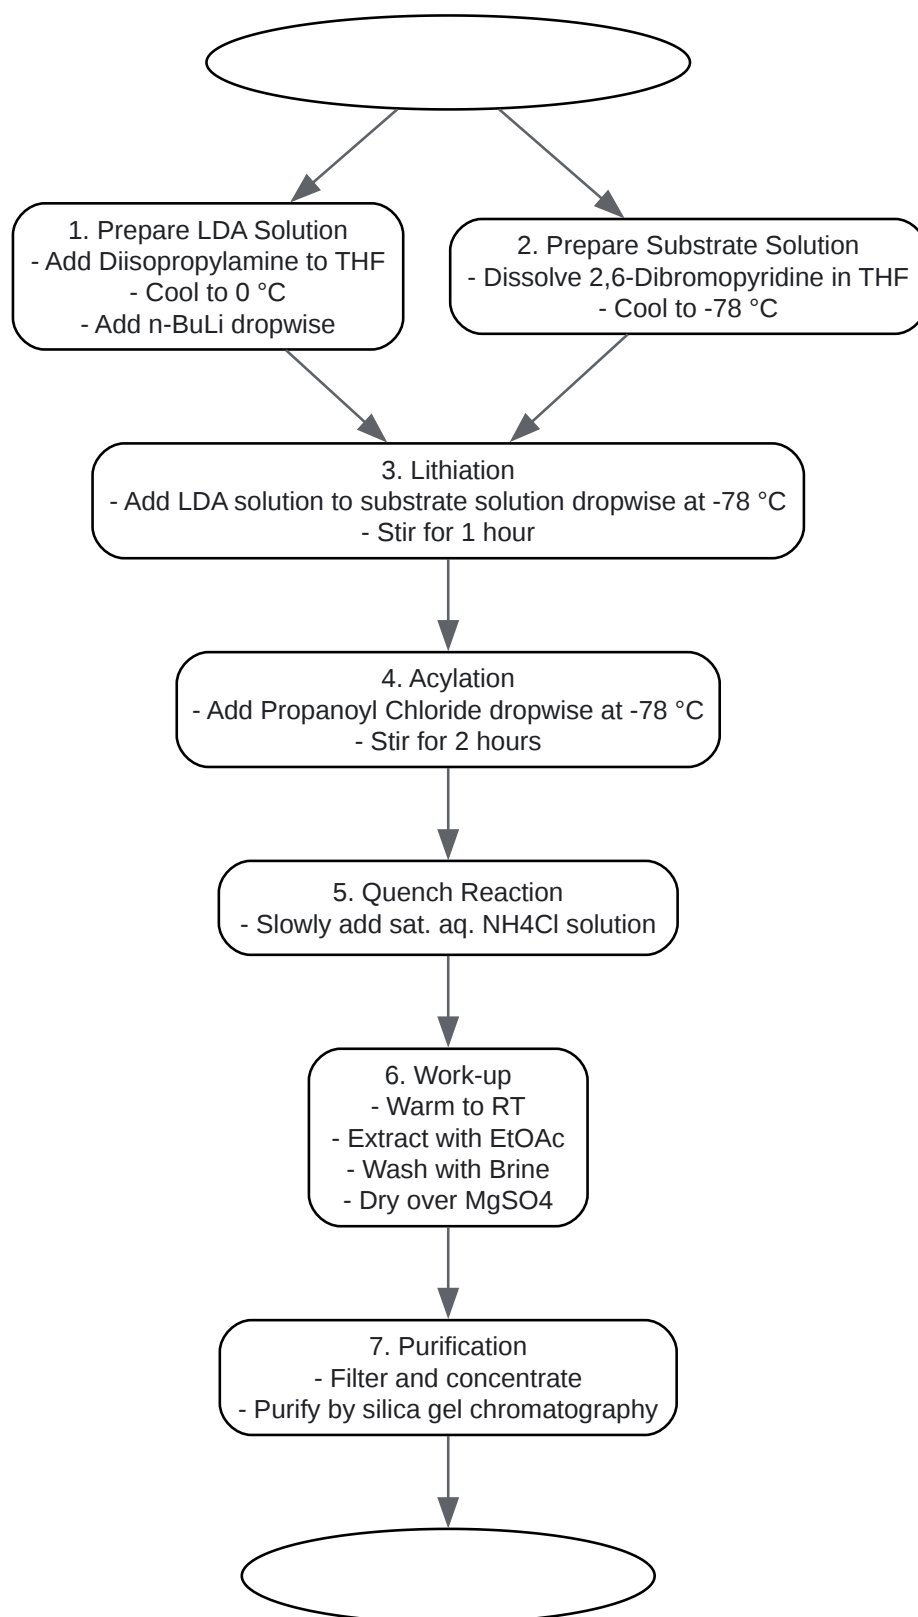 1. Prepare LDA Solution
- Add Diisopropylamine to THF
- Cool to 0 °C
- Add n-BuLi dropwise
2. Prepare Substrate Solution
- Dissolve 2,6-Dibromopyridine in THF
- Cool to -78 °C
3. Lithiation
- Add LDA solution to substrate solution dropwise at -78 °C
- Stir for 1 hour
4. Acylation
- Add Propanoyl Chloride dropwise at -78 °C
- Stir for 2 hours
5. Quench Reaction
- Slowly add sat. aq. NH4Cl solution
6. Work-up
- Warm to RT
- Extract with EtOAc
- Wash with Brine
- Dry over MgSO4
7. Purification
- Filter and concentrate
- Purify by silica gel chromatography